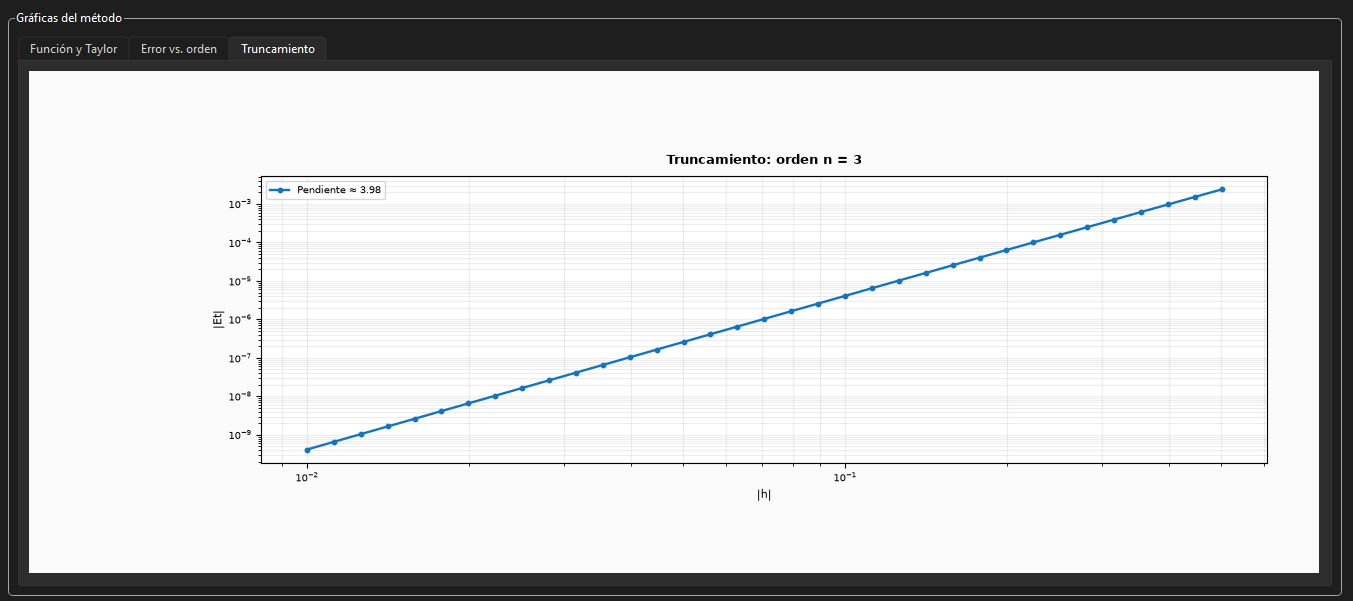 Gráficas del método
Función y Taylor
Error vs. orden
Truncamiento
Truncamiento: orden n = 3
Pendiente ≈ 3.98
10⁻³
10⁻⁴
10⁻⁵
10⁻⁶
10⁻⁷
10⁻⁸
10⁻⁹
|Et|
10⁻²
10⁻¹
|h|